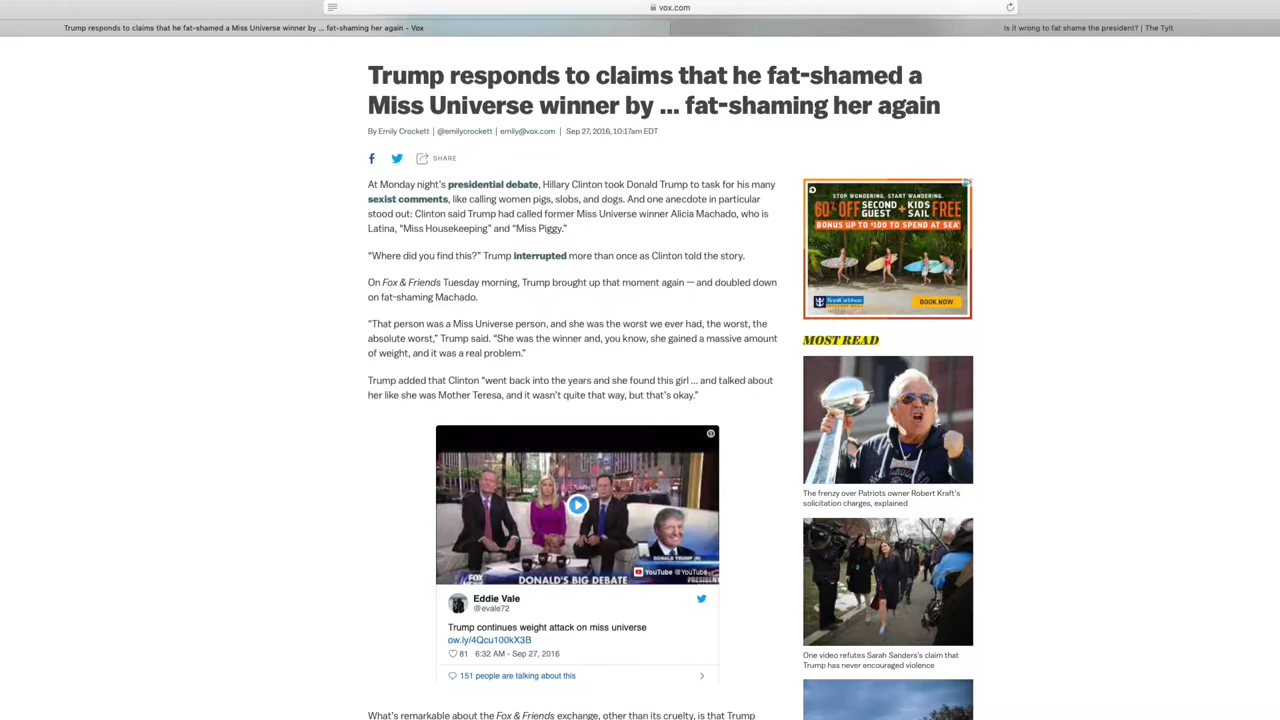 vox.com
Trump responds to claims that he fat-shamed a Miss Universe winner by ... fat-shaming her again - Vox
Is it wrong to fat shame the president? | The Tylt
Trump responds to claims that he fat-shamed a
Miss Universe winner by … fat-shaming her again
By Emily Crockett | @emilycrockett | emily@vox.com | Sep 27, 2016, 10:17am EDT
SHARE
At Monday night's presidential debate, Hillary Clinton took Donald Trump to task for his many
sexist comments, like calling women pigs, slobs, and dogs. And one anecdote in particular
stood out: Clinton said Trump had called former Miss Universe winner Alicia Machado, who is
Latina, “Miss Housekeeping” and “Miss Piggy.”
“Where did you find this?” Trump interrupted more than once as Clinton told the story.
On Fox & Friends Tuesday morning, Trump brought up that moment again — and doubled down
on fat-shaming Machado.
“That person was a Miss Universe person, and she was the worst we ever had, the worst, the
absolute worst,” Trump said. “She was the winner and, you know, she gained a massive amount
of weight, and it was a real problem.”
Trump added that Clinton “went back into the years and she found this girl … and talked about
her like she was Mother Teresa, and it wasn't quite that way, but that's okay.”
DONALD TRUMP (R)
YouTube @YouTube
FOX
DONALD'S BIG DEBATE
PRESIDENT
Eddie Vale
@evale72
Trump continues weight attack on miss universe
ow.ly/4Qcu100kX3B
81 6:32 AM - Sep 27, 2016
151 people are talking about this
What's remarkable about the Fox & Friends exchange, other than its cruelty, is that Trump
STOP WONDERING. START WANDERING.
60% OFF SECOND GUEST + KIDS SAIL FREE
BONUS UP TO $100 TO SPEND AT SEA*
RoyalCaribbean
INTERNATIONAL
BOOK NOW
MOST READ
The frenzy over Patriots owner Robert Kraft's
solicitation charges, explained
One video refutes Sarah Sanders's claim that
Trump has never encouraged violence